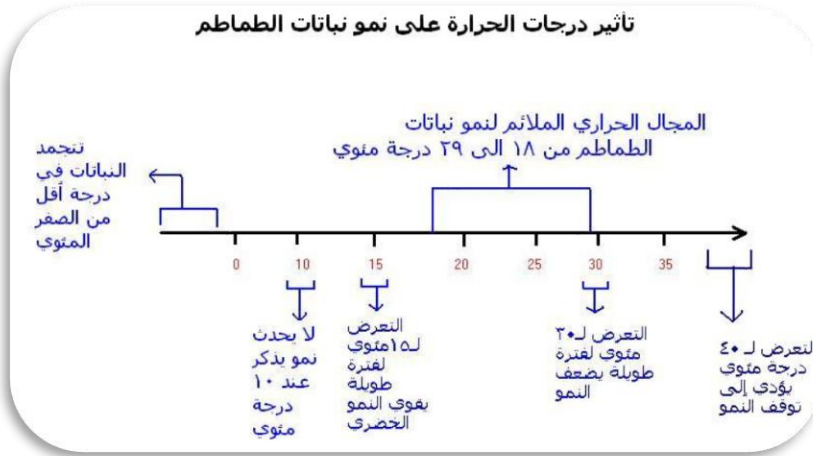 تأثير درجات الحرارة على نمو نباتات الطماطم
المجال الحراري الملائم لنمو نباتات
الطماطم من ١٨ الى ٢٩ درجة مئوي
تتجمد
النباتات في
درجة أقل
من الصفر
المئوي
0 10 15 20 25 30 35
لا يحدث
نمو يذكر
عند ١٠
درجة
مئوي
التعرض
لـ١٥مئوي
لفترة
طويلة
يقوي النمو
الخضري
التعرض لـ٣٠
مئوي لفترة
طويلة يضعف
النمو
لتعرض لـ ٤٠
درجة مئوي
يؤدي إلى
توقف النمو